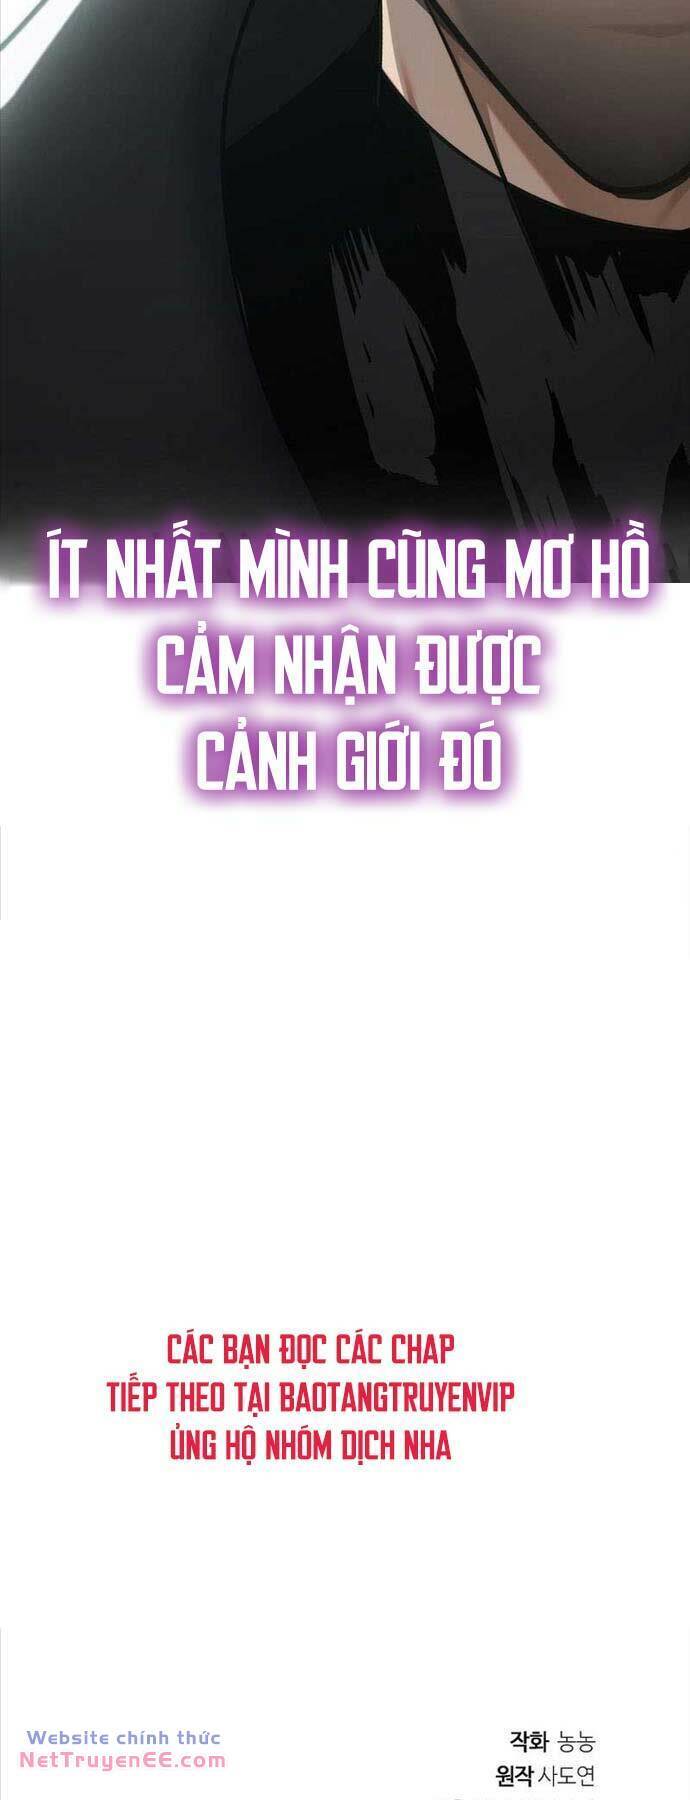 ÍT NHẤT MÌNH CŨNG MƠ HỒ
CẢM NHẬN ĐƯỢC
CẢNH GIỚI ĐÓ
CÁC BẠN ĐỌC CÁC CHAP
TIẾP THEO TẠI BAOTANGTRUYENVIP
ỦNG HỘ NHÓM DỊCH NHA
Website chính thức
NetTruyenEE.com
작화 농농
원작 사도연